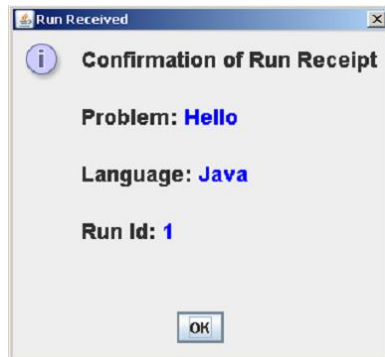 Run Received
Confirmation of Run Receipt
Problem: Hello
Language: Java
Run Id: 1
OK